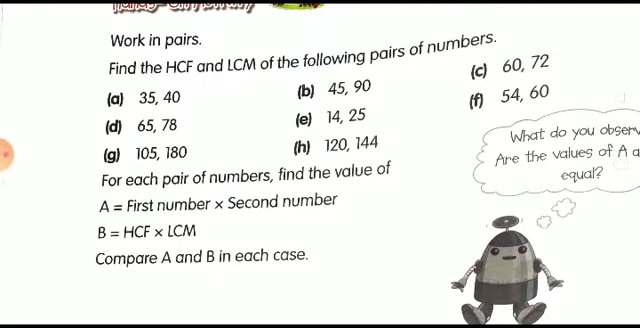 Work in pairs.
Find the HCF and LCM of the following pairs of numbers.
(a) 35, 40 (b) 45, 90 (c) 60, 72
(d) 65, 78 (e) 14, 25 (f) 54, 60
(g) 105, 180 (h) 120, 144
For each pair of numbers, find the value of
A = First number × Second number
B = HCF × LCM
Compare A and B in each case.
What do you observ
Are the values of A a
equal?